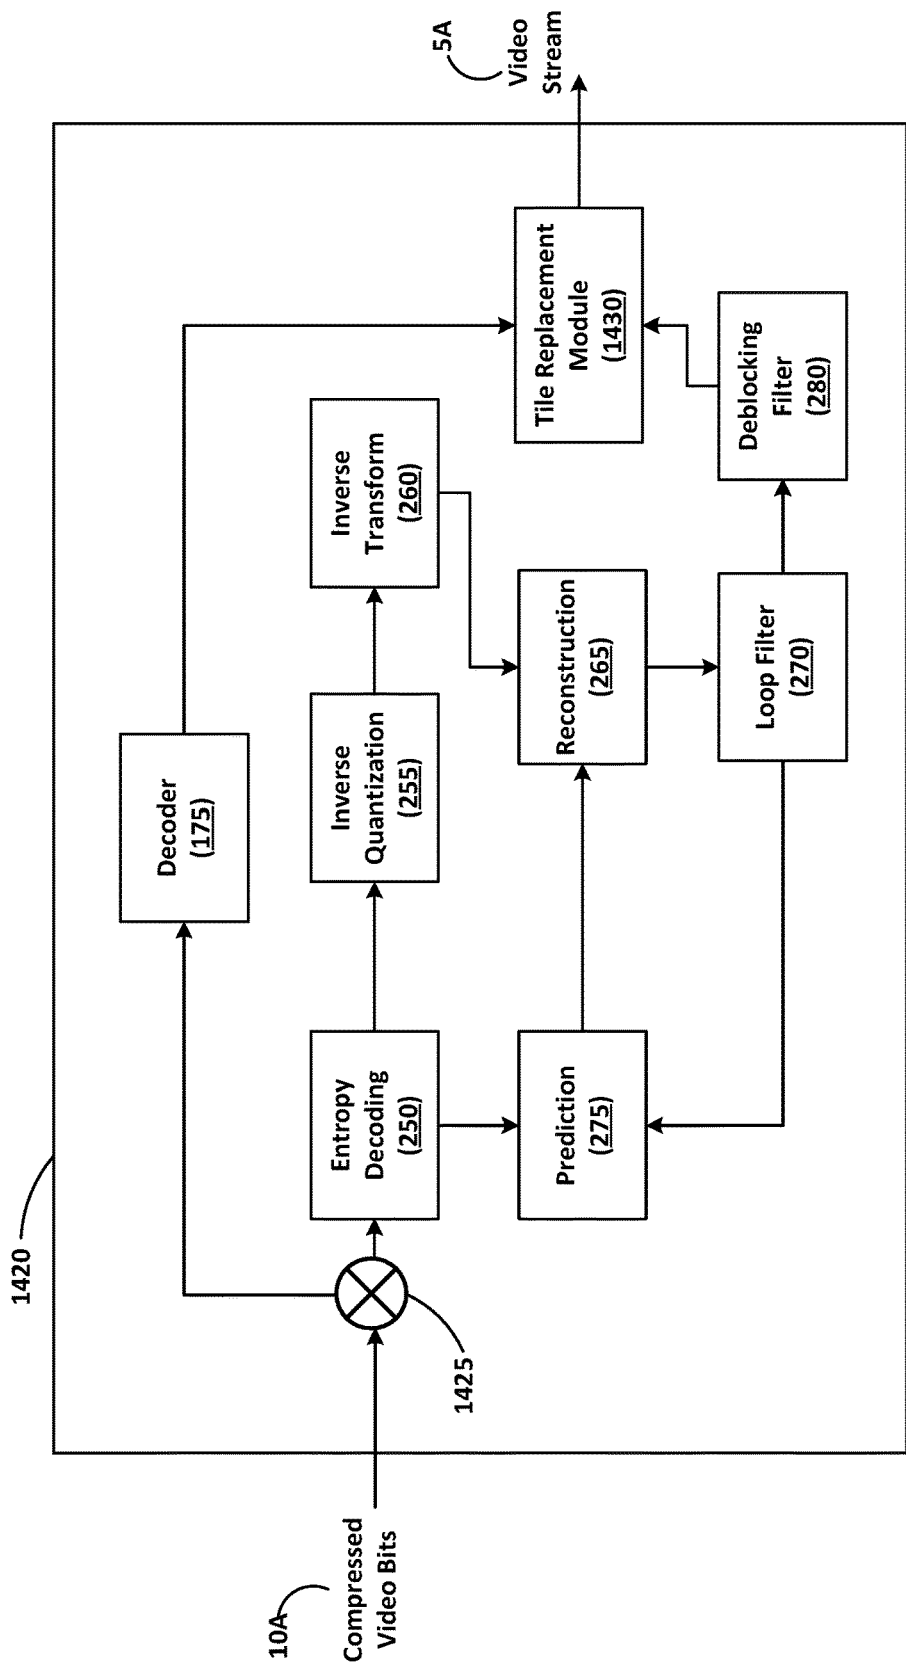 1420
Decoder
(175)
Entropy
Decoding
(250)
Inverse
Quantization
(255)
Inverse
Transform
(260)
10A
Compressed
Video Bits
1425
Prediction
(275)
Reconstruction
(265)
Tile Replacement
Module
(1430)
5A
Video
Stream
Loop Filter
(270)
Deblocking
Filter
(280)